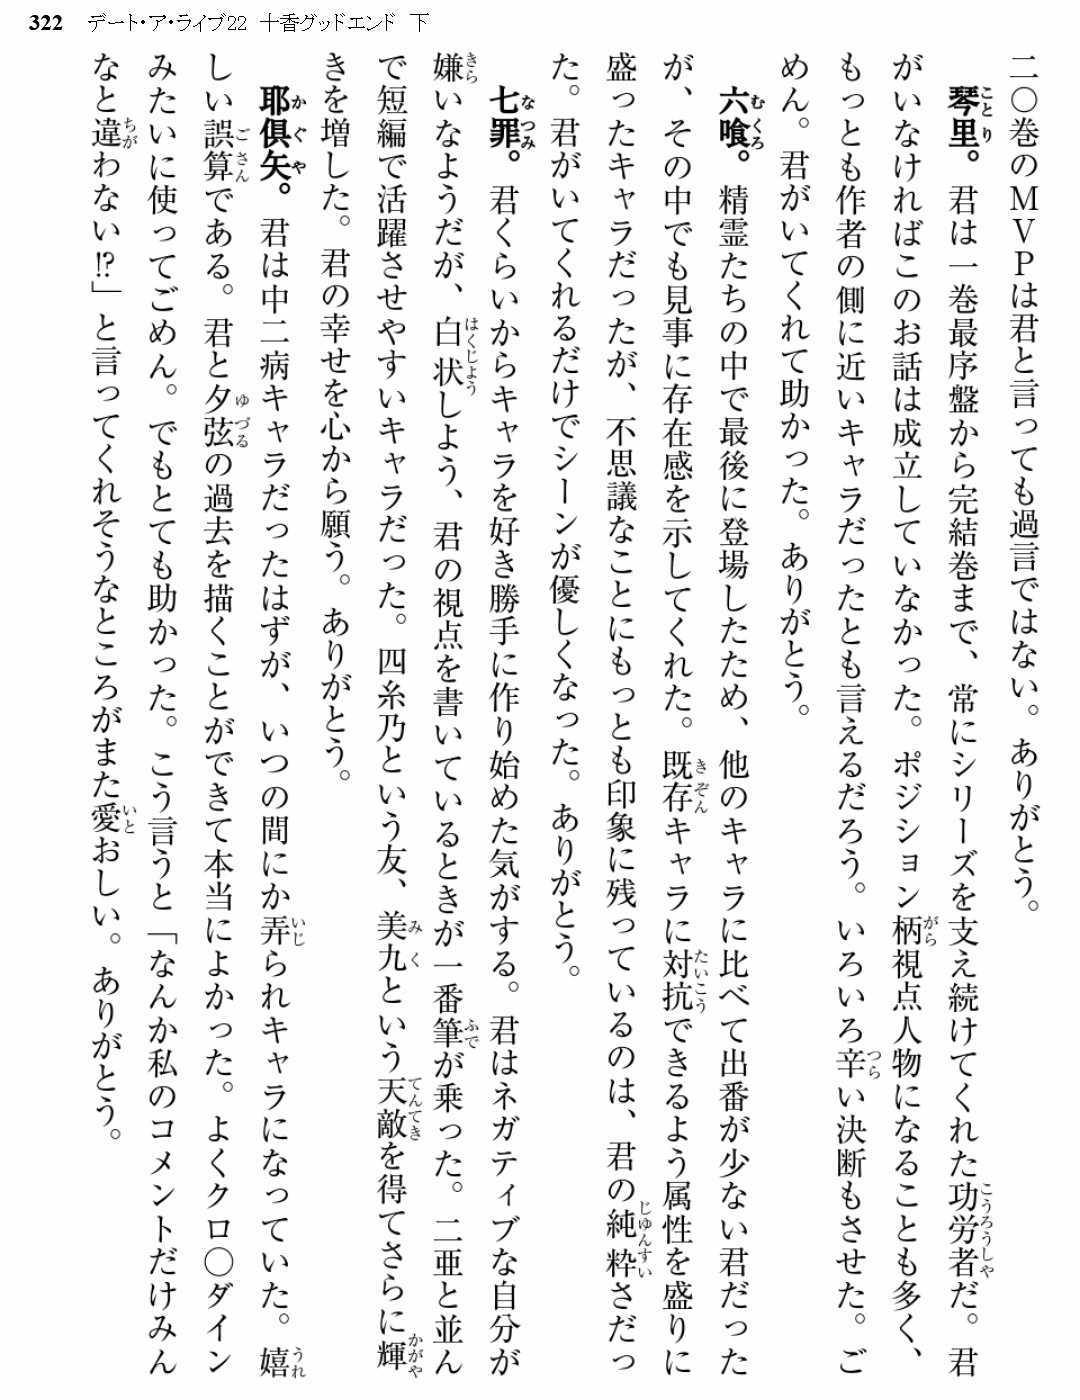 322 デート・ア・ライブ22 十香グッドエンド 下
二〇巻のMVPは君と言っても過言ではない。ありがとう。
琴里。君は一巻最序盤から完結巻まで、常にシリーズを支え続けてくれた功労者だ。君
がいなければこのお話は成立していなかった。ポジション柄視点人物になることも多く、
もっとも作者の側に近いキャラだったとも言えるだろう。いろいろ辛い決断もさせた。ご
めん。君がいてくれて助かった。ありがとう。
六喰。精霊たちの中で最後に登場したため、他のキャラに比べて出番が少ない君だった
が、その中でも見事に存在感を示してくれた。既存キャラに対抗できるよう属性を盛りに
盛ったキャラだったが、不思議なことにもっとも印象に残っているのは、君の純粋さだっ
た。君がいてくれるだけでシーンが優しくなった。ありがとう。
七罪。君くらいからキャラを好き勝手に作り始めた気がする。君はネガティブな自分が
嫌いなようだが、白状しよう、君の視点を書いているときが一番筆が乗った。二亜と並ん
で短編で活躍させやすいキャラだった。四糸乃という友、美九という天敵を得てさらに輝
きを増した。君の幸せを心から願う。ありがとう。
耶倶矢。君は中二病キャラだったはずが、いつの間にか弄られキャラになっていた。嬉
しい誤算である。君と夕弦の過去を描くことができて本当によかった。よくクロ〇ダイン
みたいに使ってごめん。でもとても助かった。こう言うと「なんか私のコメントだけみん
なと違わない!?」と言ってくれそうなところがまた愛おしい。ありがとう。